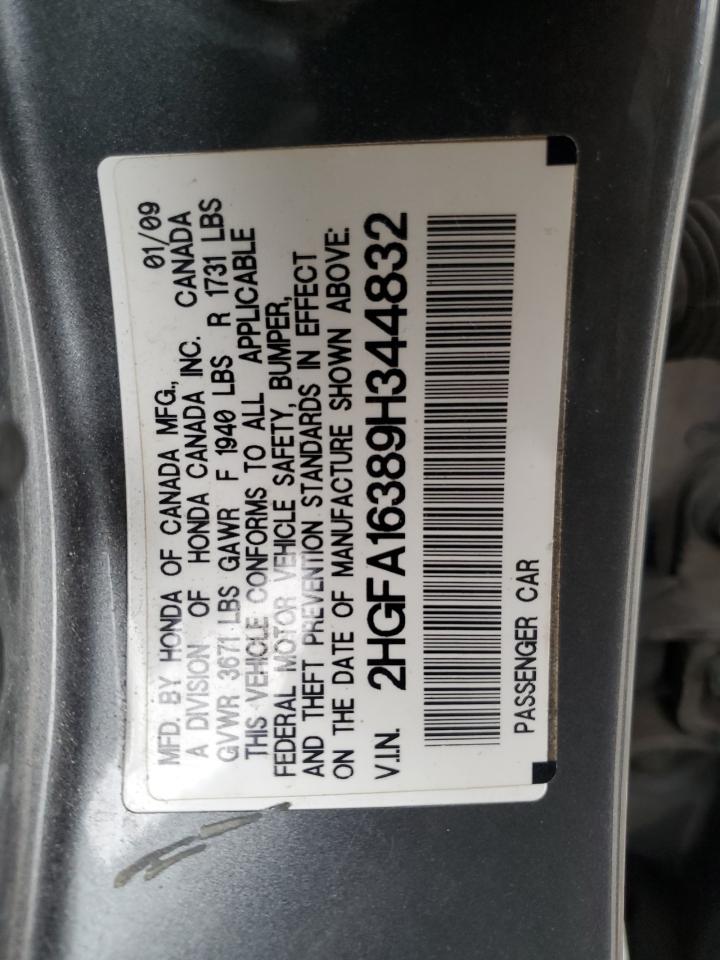 MFD. BY HONDA OF CANADA MFG., 01/09
A DIVISION OF HONDA CANADA INC. CANADA
GVWR 3671 LBS GAWR F 1940 LBS R 1731 LBS
THIS VEHICLE CONFORMS TO ALL APPLICABLE
FEDERAL MOTOR VEHICLE SAFETY, BUMPER,
AND THEFT PREVENTION STANDARDS IN EFFECT
ON THE DATE OF MANUFACTURE SHOWN ABOVE:
V.I.N. 2HGFA16389H344832
PASSENGER CAR